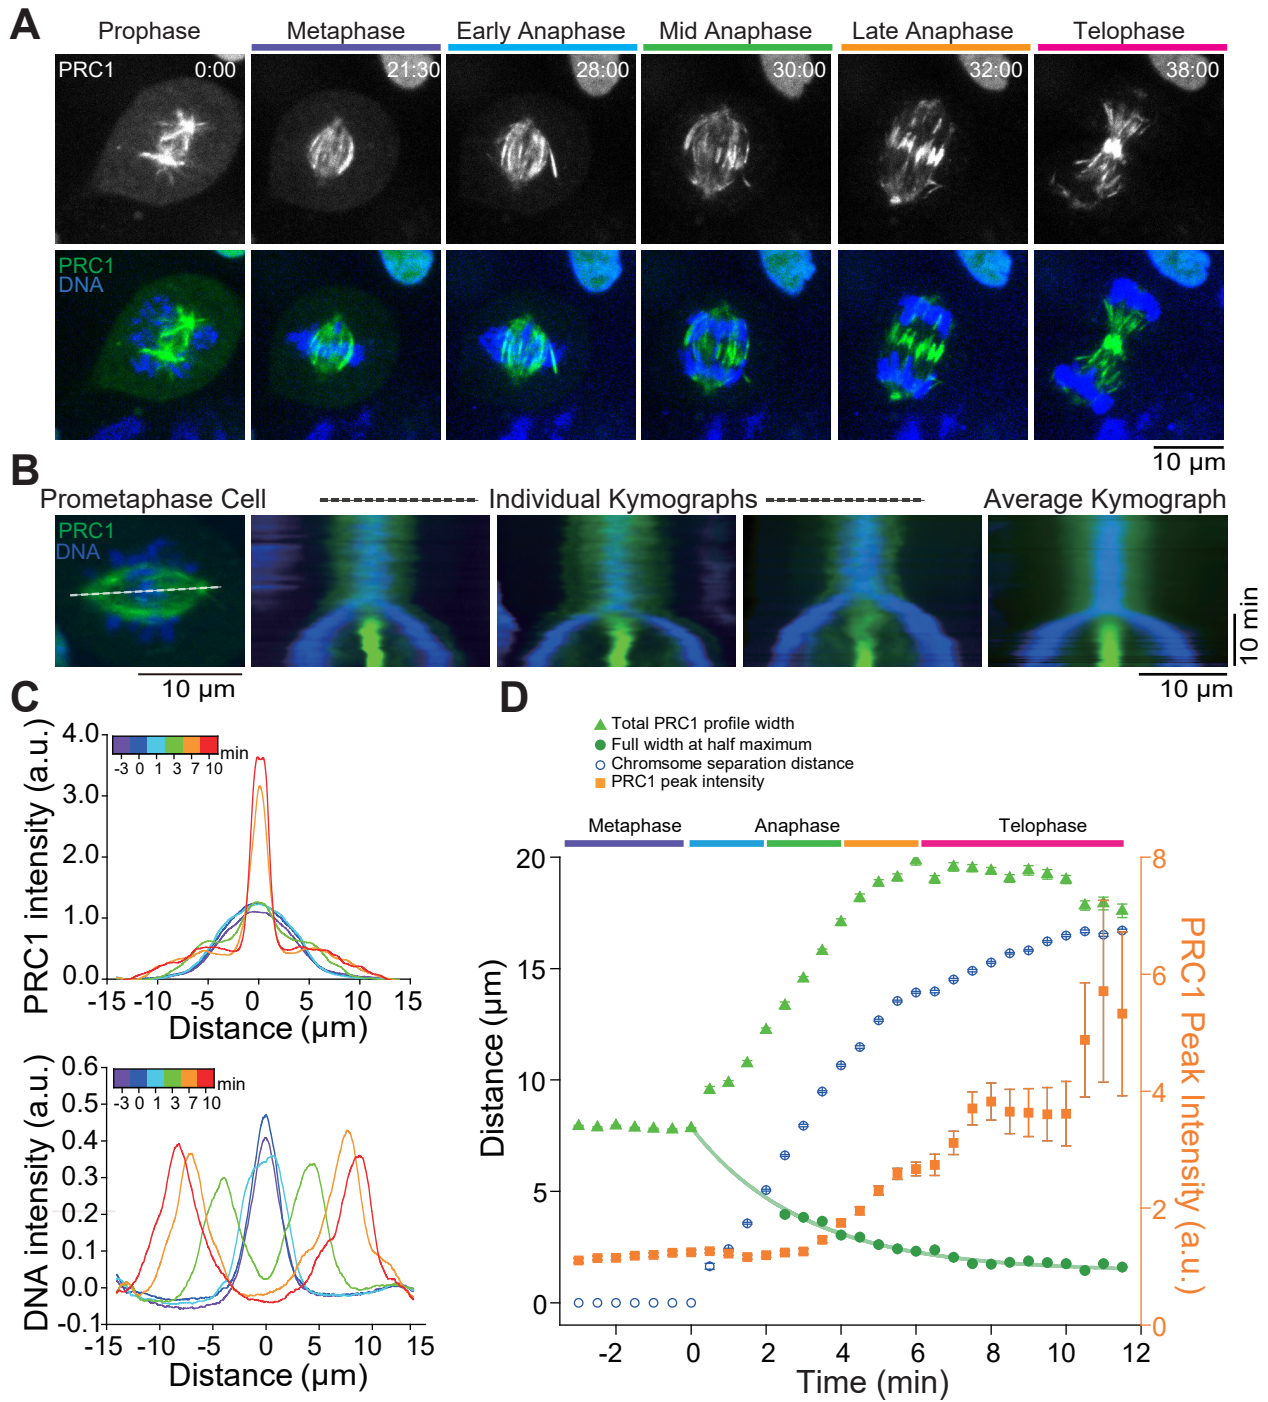 A
Prophase Metaphase Early Anaphase Mid Anaphase Late Anaphase Telophase
PRC1 0:00 21:30 28:00 30:00 32:00 38:00
PRC1
DNA
10 µm
B
Prometaphase Cell Individual Kymographs Average Kymograph
PRC1
DNA
10 min
10 µm 10 µm
C
PRC1 intensity (a.u.)
4.0
3.0
2.0
1.0
0.0
-3 0 1 3 7 10 min
-15 -10 -5 0 5 10 15
Distance (µm)
DNA intensity (a.u.)
0.6
0.5
0.4
0.3
0.2
0.1
0.0
-0.1
-3 0 1 3 7 10 min
-15 -10 -5 0 5 10 15
Distance (µm)
D
Total PRC1 profile width
Full width at half maximum
Chromsome separation distance
PRC1 peak intensity
Metaphase Anaphase Telophase
Distance (µm)
20
15
10
5
0
8
6
4
2
0
PRC1 Peak Intensity (a.u.)
-2 0 2 4 6 8 10 12
Time (min)